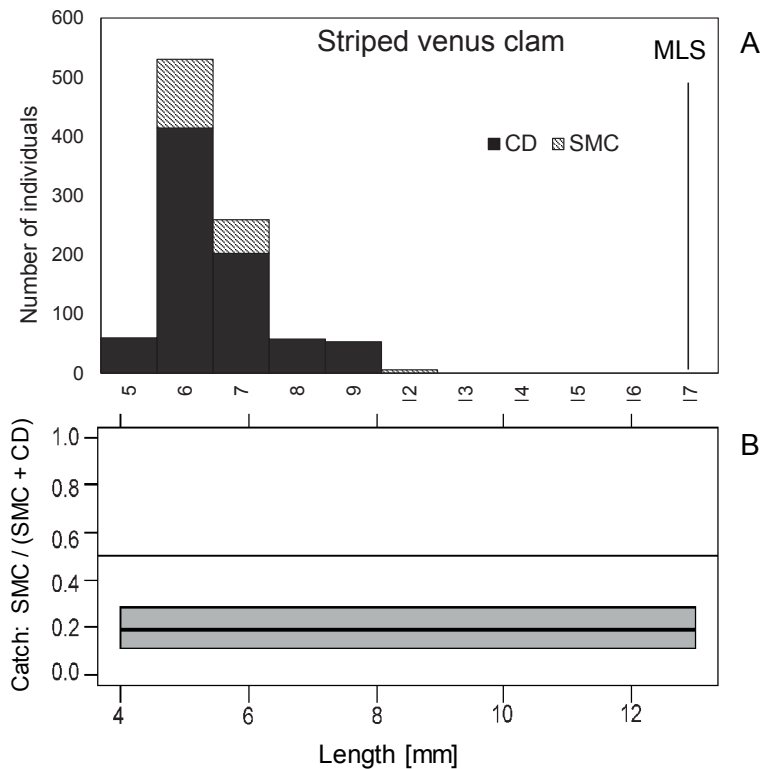 Striped venus clam
MLS
A
CD SMC
Number of individuals
600
500
400
300
200
100
0
5 6 7 8 9 12 13 14 15 16 17
B
Catch: SMC / (SMC + CD)
1.0
0.8
0.6
0.4
0.2
0.0
4 6 8 10 12
Length [mm]